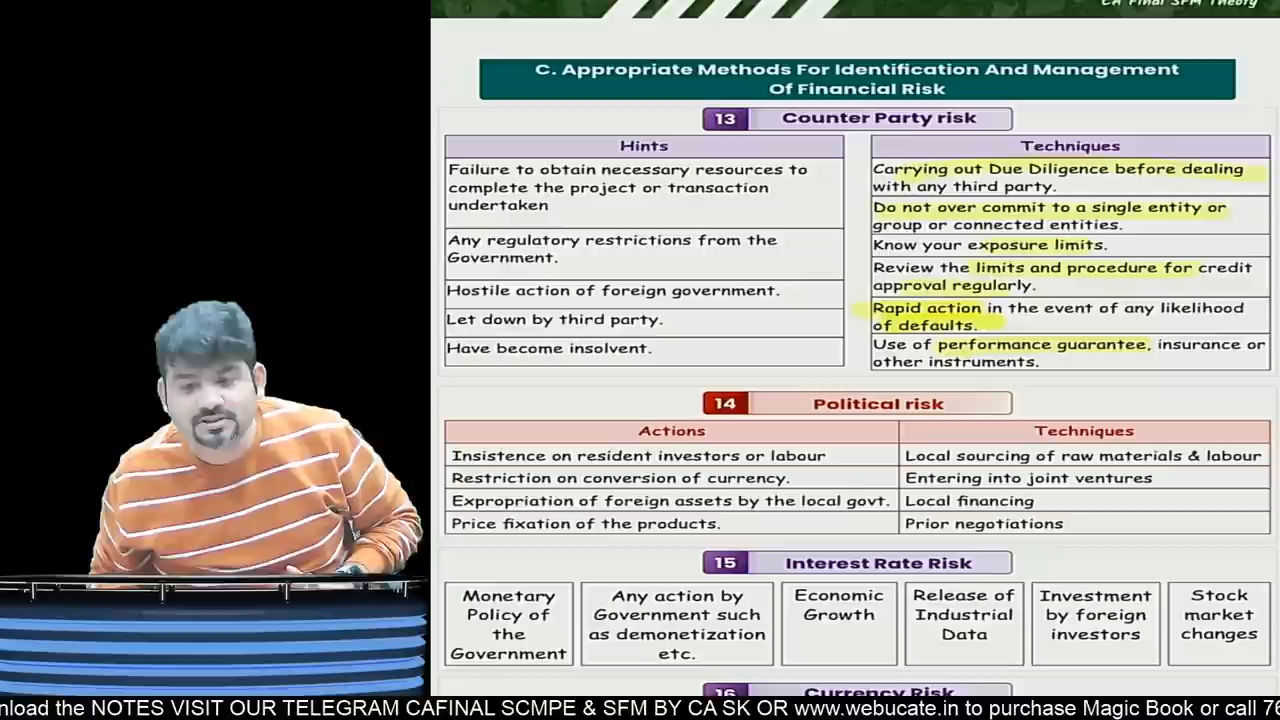 CA Final SFM Theory
C. Appropriate Methods For Identification And Management
Of Financial Risk
13 Counter Party risk
Hints
Failure to obtain necessary resources to
complete the project or transaction
undertaken
Any regulatory restrictions from the
Government.
Hostile action of foreign government.
Let down by third party.
Have become insolvent.
Techniques
Carrying out Due Diligence before dealing
with any third party.
Do not over commit to a single entity or
group or connected entities.
Know your exposure limits.
Review the limits and procedure for credit
approval regularly.
Rapid action in the event of any likelihood
of defaults.
Use of performance guarantee, insurance or
other instruments.
14 Political risk
Actions Techniques
Insistence on resident investors or labour Local sourcing of raw materials & labour
Restriction on conversion of currency. Entering into joint ventures
Expropriation of foreign assets by the local govt. Local financing
Price fixation of the products. Prior negotiations
15 Interest Rate Risk
Monetary
Policy of
the
Government
Any action by
Government such
as demonetization
etc.
Economic
Growth
Release of
Industrial
Data
Investment
by foreign
investors
Stock
market
changes
16 Currency Risk
nload the NOTES VISIT OUR TELEGRAM CAFINAL SCMPE & SFM BY CA SK OR www.webucate.in to purchase Magic Book or call 76